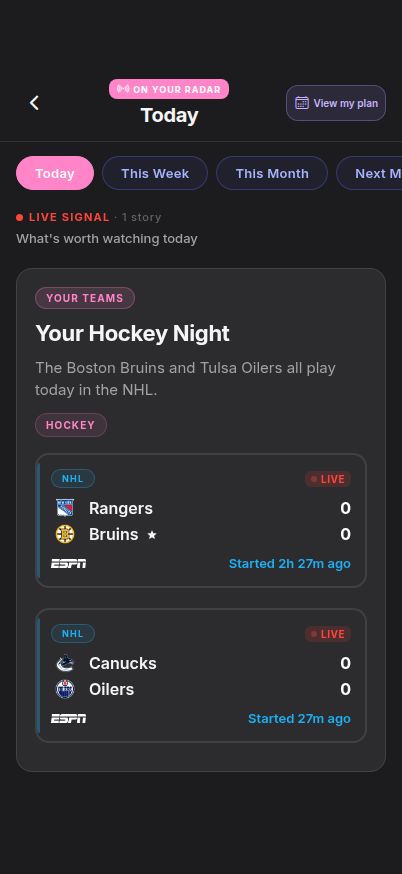 ON YOUR RADAR
Today
View my plan
Today
This Week
This Month
Next M
LIVE SIGNAL · 1 story
What's worth watching today
YOUR TEAMS
Your Hockey Night
The Boston Bruins and Tulsa Oilers all play
today in the NHL.
HOCKEY
NHL
LIVE
Rangers 0
Bruins ★ 0
ESPN
Started 2h 27m ago
NHL
LIVE
Canucks 0
Oilers 0
ESPN
Started 27m ago